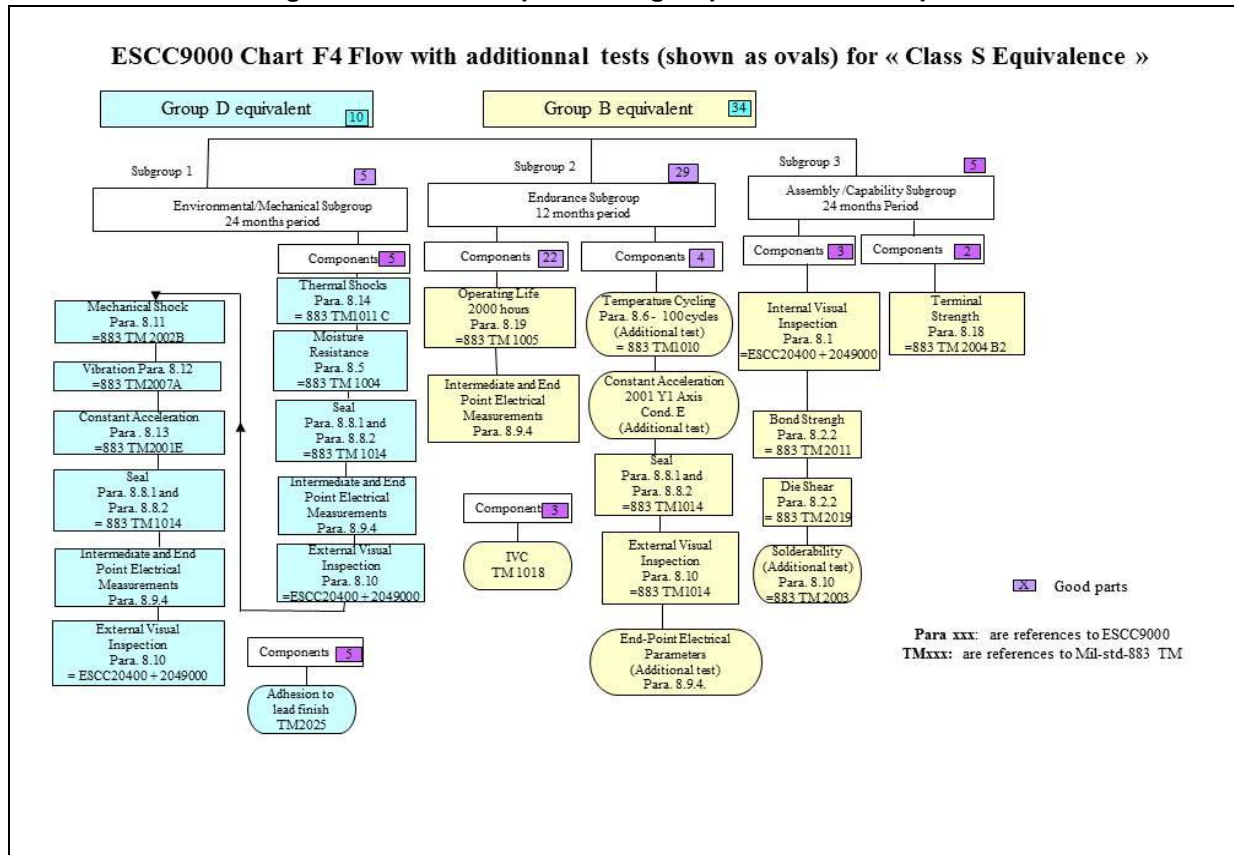 ESCC9000 Chart F4 Flow with additionnal tests (shown as ovals) for « Class S Equivalence »
Group D equivalent
10
Group B equivalent
34
Subgroup 1
5
Environmental/Mechanical Subgroup
24 months period
Subgroup 2
29
Endurance Subgroup
12 months period
Subgroup 3
5
Assembly /Capability Subgroup
24 months Period
Components 5
Thermal Shocks
Para. 8.14
= 883 TM1011 C
Moisture
Resistance
Para. 8.5
=883 TM 1004
Seal
Para. 8.8.1 and
Para. 8.8.2
=883 TM 1014
Intermediate and End
Point Electrical
Measurements
Para. 8.9.4
External Visual
Inspection
Para. 8.10
=ESCC20400 + 2049000
Mechanical Shock
Para. 8.11
=883 TM 2002B
Vibration Para. 8.12
=883 TM2007A
Constant Acceleration
Para . 8.13
=883 TM2001E
Seal
Para. 8.8.1 and
Para. 8.8.2
= 883 TM 1014
Intermediate and End
Point Electrical
Measurements
Para. 8.9.4
External Visual
Inspection
Para. 8.10
= ESCC20400 + 2049000
Components 5
Adhesion to
lead finish
TM2025
Components 22
Operating Life
2000 hours
Para. 8.19
=883 TM 1005
Intermediate and End
Point Electrical
Measurements
Para. 8.9.4
Component 3
IVC
TM 1018
Components 4
Temperature Cycling
Para. 8.6 - 100 cycles
(Additional test)
= 883 TM1010
Constant Acceleration
2001 Y1 Axis
Cond. E
(Additional test)
Seal
Para. 8.8.1 and
Para. 8.8.2
=883 TM1014
External Visual
Inspection
Para. 8.10
=883 TM1014
End-Point Electrical
Parameters
(Additional test)
Para. 8.9.4.
Components 3
Internal Visual
Inspection
Para. 8.1
=ESCC20400 + 2049000
Bond Strengh
Para. 8.2.2
= 883 TM2011
Die Shear
Para. 8.2.2
= 883 TM2019
Solderability
(Additional test)
Para. 8.10
=883 TM 2003
Components 2
Terminal
Strength
Para. 8.18
=883 TM 2004 B2
X Good parts
Para xxx: are references to ESCC9000
TMxxx: are references to Mil-std-883 TM